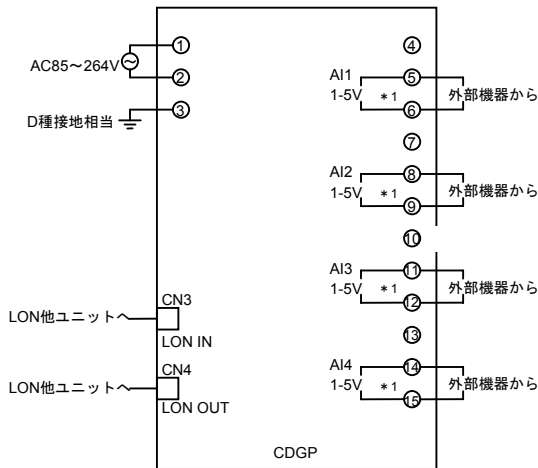 AC85～264V
①
②
D種接地相当
③
④
AI1
1-5V
＊1
⑤
⑥
外部機器から
⑦
AI2
1-5V
＊1
⑧
⑨
外部機器から
⑩
AI3
1-5V
＊1
⑪
⑫
外部機器から
⑬
AI4
1-5V
＊1
⑭
⑮
外部機器から
LON他ユニットへ
CN3
LON IN
LON他ユニットへ
CN4
LON OUT
CDGP